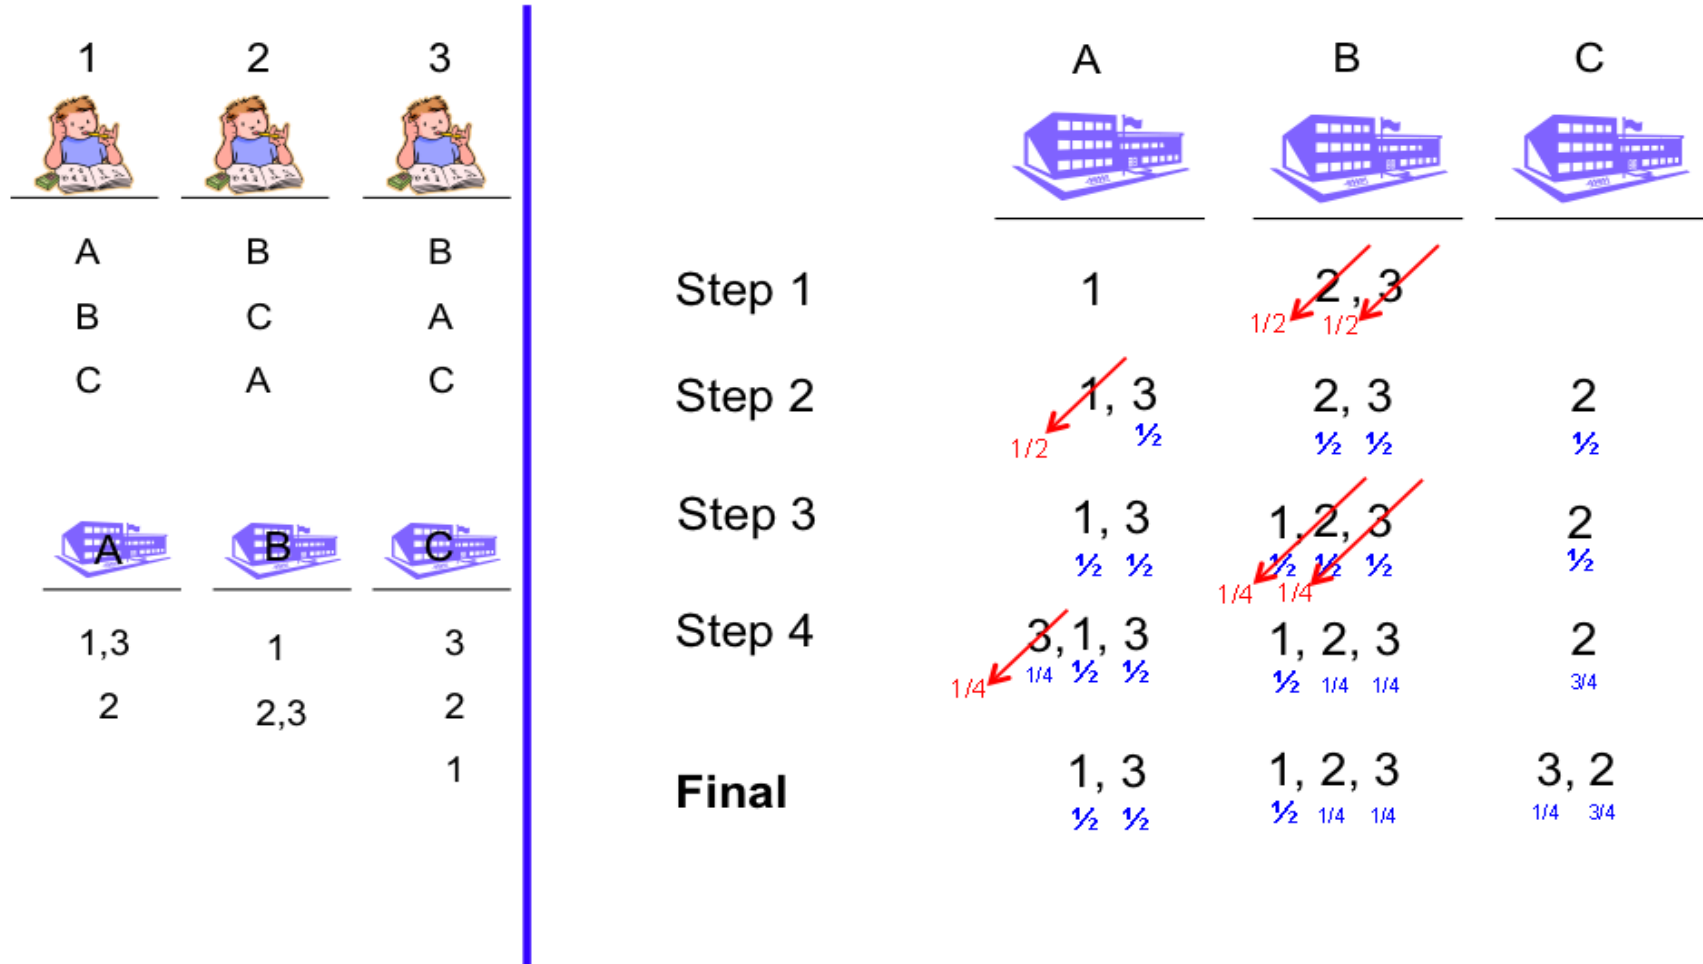 1 2 3
A B B
B C A
C A C
A B C
1,3 1 3
2 2,3 2
1
A B C
Step 1 1 2 , 3
1/2 1/2
Step 2 1, 3 2, 3 2
1/2 ½ ½ ½ ½
Step 3 1, 3 1, 2, 3 2
½ ½ ½ ½ ½ ½
1/4 1/4
Step 4 3, 1, 3 1, 2, 3 2
1/4 1/4 ½ ½ ½ 1/4 1/4 3/4
Final 1, 3 1, 2, 3 3, 2
½ ½ ½ 1/4 1/4 1/4 3/4